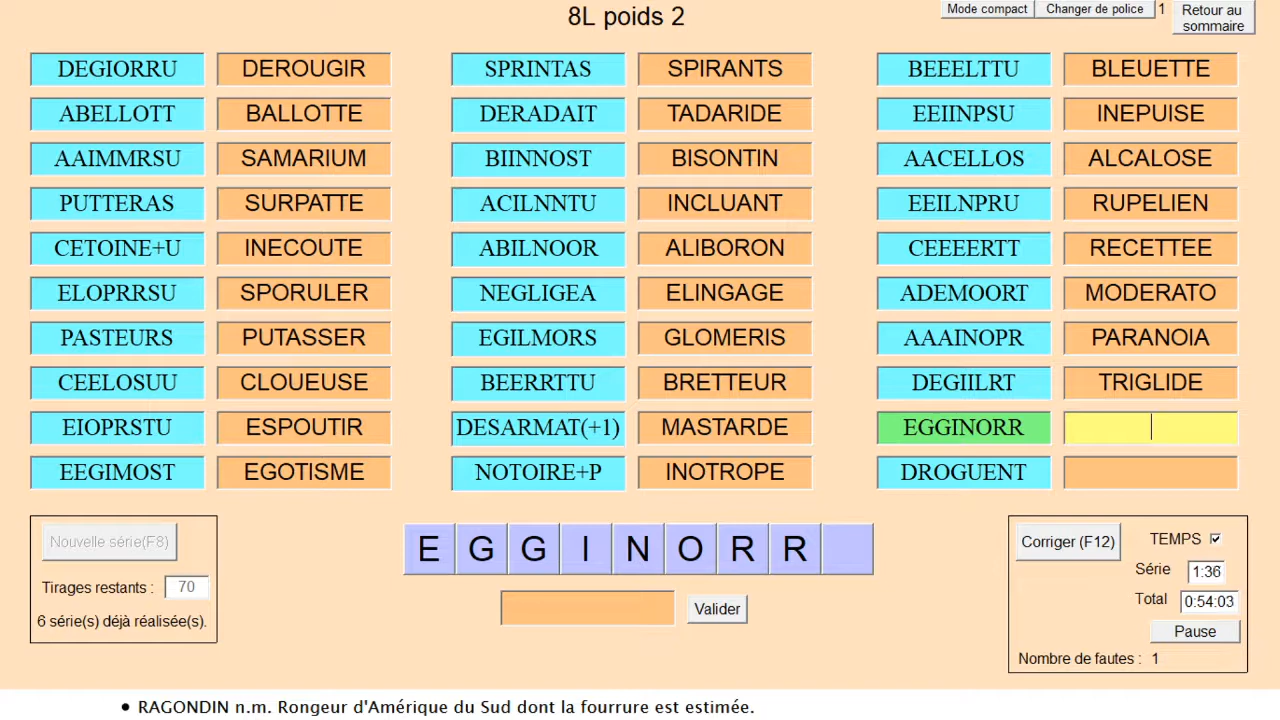 8L poids 2
Mode compact Changer de police 1 Retour au sommaire
DEGIORRU DEROUGIR SPRINTAS SPIRANTS BEEELTTU BLEUETTE
ABELLOTT BALLOTTE DERADAIT TADARIDE EEIINPSU INEPUISE
AAIMMRSU SAMARIUM BIINNOST BISONTIN AACELLOS ALCALOSE
PUTTERAS SURPATTE ACILNNTU INCLUANT EEILNPRU RUPELIEN
CETOINE+U INECOUTE ABILNOOR ALIBORON CEEEERTT RECETTEE
ELOPRRSU SPORULER NEGLIGEA ELINGAGE ADEMOORT MODERATO
PASTEURS PUTASSER EGILMORS GLOMERIS AAAINOPR PARANOIA
CEELOSUU CLOUEUSE BEERRTTU BRETTEUR DEGIILRT TRIGLIDE
EIOPRSTU ESPOUTIR DESARMAT(+1) MASTARDE EGGINORR
EEGIMOST EGOTISME NOTOIRE+P INOTROPE DROGUENT
Nouvelle série(F8)
Tirages restants : 70
6 série(s) déjà réalisée(s).
E G G I N O R R
Valider
Corriger (F12) TEMPS
Série 1:36
Total 0:54:03
Pause
Nombre de fautes : 1
• RAGONDIN n.m. Rongeur d'Amérique du Sud dont la fourrure est estimée.